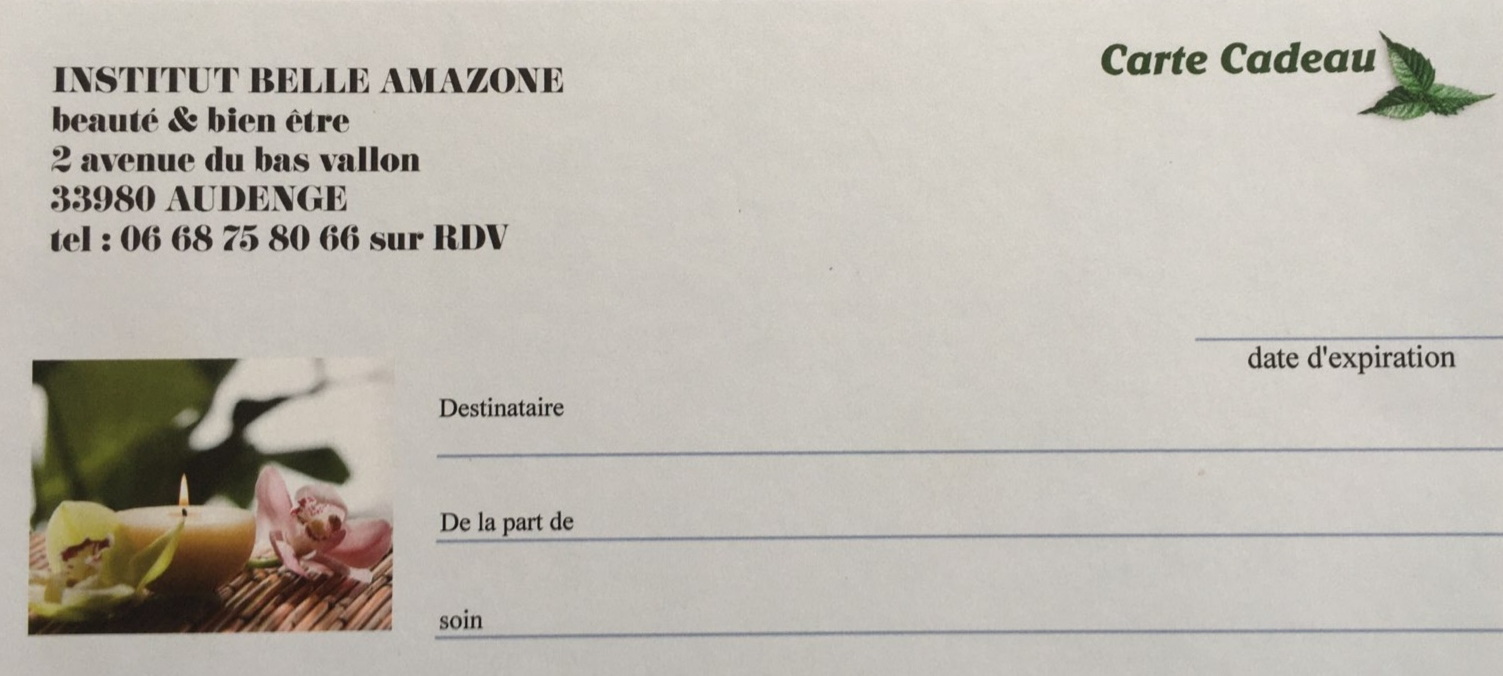 INSTITUT BELLE AMAZONE
beauté & bien être
2 avenue du bas vallon
33980 AUDENGE
tel : 06 68 75 80 66 sur RDV
Carte Cadeau
date d'expiration
Destinataire
De la part de
soin